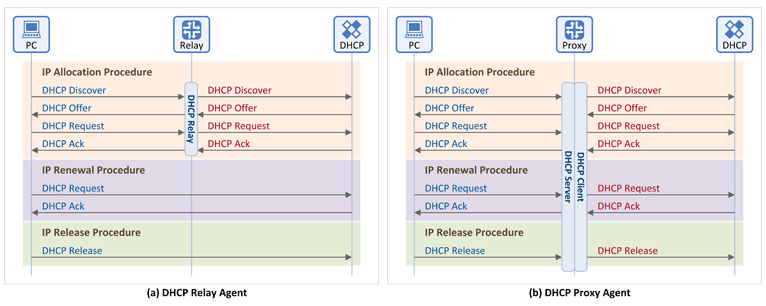 PC Relay DHCP
IP Allocation Procedure
DHCP Discover DHCP Discover
DHCP Offer DHCP Offer
DHCP Request DHCP Request
DHCP Ack DHCP Ack
DHCP Relay
IP Renewal Procedure
DHCP Request
DHCP Ack
IP Release Procedure
DHCP Release
(a) DHCP Relay Agent
PC Proxy DHCP
IP Allocation Procedure
DHCP Discover DHCP Discover
DHCP Offer DHCP Offer
DHCP Request DHCP Request
DHCP Ack DHCP Ack
DHCP Client
DHCP Server
IP Renewal Procedure
DHCP Request DHCP Request
DHCP Ack DHCP Ack
IP Release Procedure
DHCP Release DHCP Release
(b) DHCP Proxy Agent